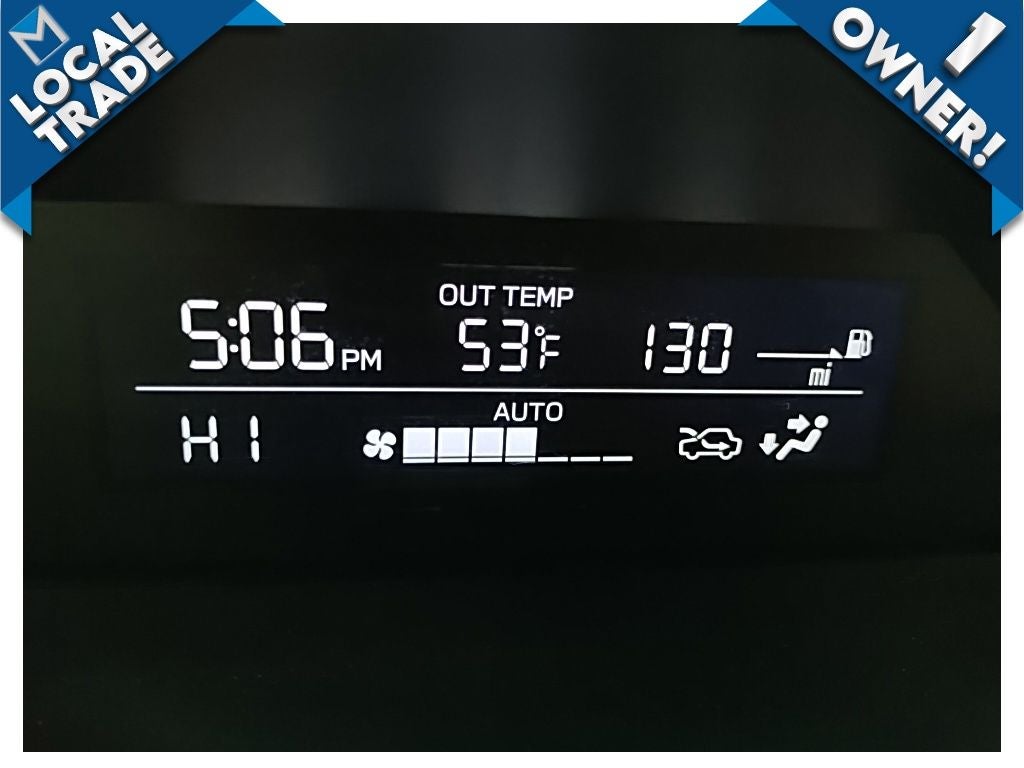 M
LOCAL
TRADE
1
OWNER!
OUT TEMP
5:06 PM 53°F 130 mi
AUTO
HI